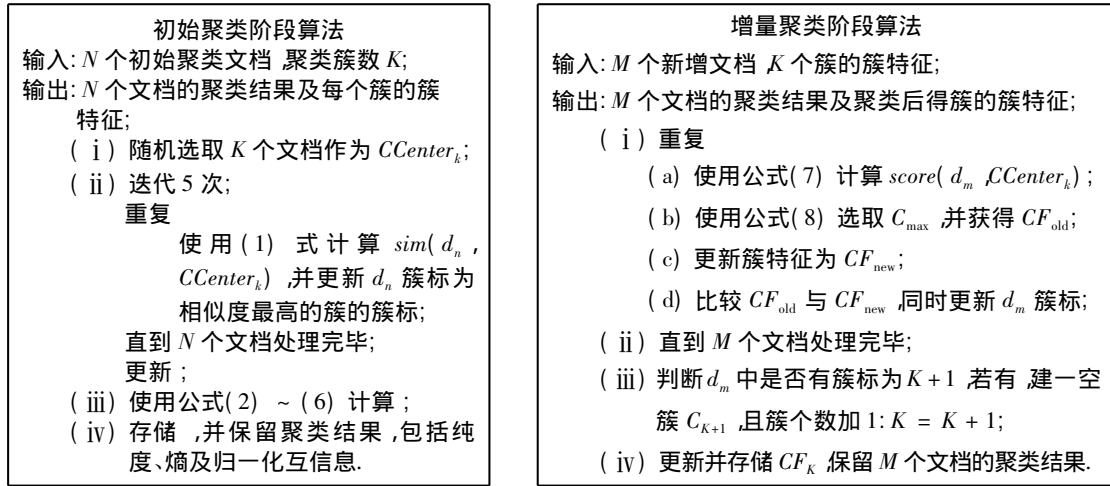 初始聚类阶段算法
输入: N 个初始聚类文档 ,聚类簇数 K;
输出: N 个文档的聚类结果及每个簇的簇
特征;
( ⅰ ) 随机选取 K 个文档作为 CCenter_k;
( ⅱ ) 迭代 5 次;
重复
使 用 ( 1 ) 式 计 算 sim( d_n ,
CCenter_k ) ,并更新 d_n 簇标为
相似度最高的簇的簇标;
直到 N 个文档处理完毕;
更新 ;
( ⅲ ) 使用公式( 2 ) ~ ( 6 ) 计算 ;
( ⅳ ) 存储 ,并保留聚类结果 ,包括纯
度、熵及归一化互信息.
增量聚类阶段算法
输入: M 个新增文档 ,K 个簇的簇特征;
输出: M 个文档的聚类结果及聚类后得簇的簇特征;
( ⅰ ) 重复
( a ) 使用公式( 7 ) 计算 score( d_m ,CCenter_k ) ;
( b ) 使用公式( 8 ) 选取 C_max ,并获得 CF_old;
( c ) 更新簇特征为 CF_new;
( d ) 比较 CF_old 与 CF_new ,同时更新 d_m 簇标;
( ⅱ ) 直到 M 个文档处理完毕;
( ⅲ ) 判断 d_m 中是否有簇标为 K + 1 ,若有 ,建一空
簇 C_{K+1} ,且簇个数加 1: K = K + 1;
( ⅳ ) 更新并存储 CF_K ,保留 M 个文档的聚类结果.